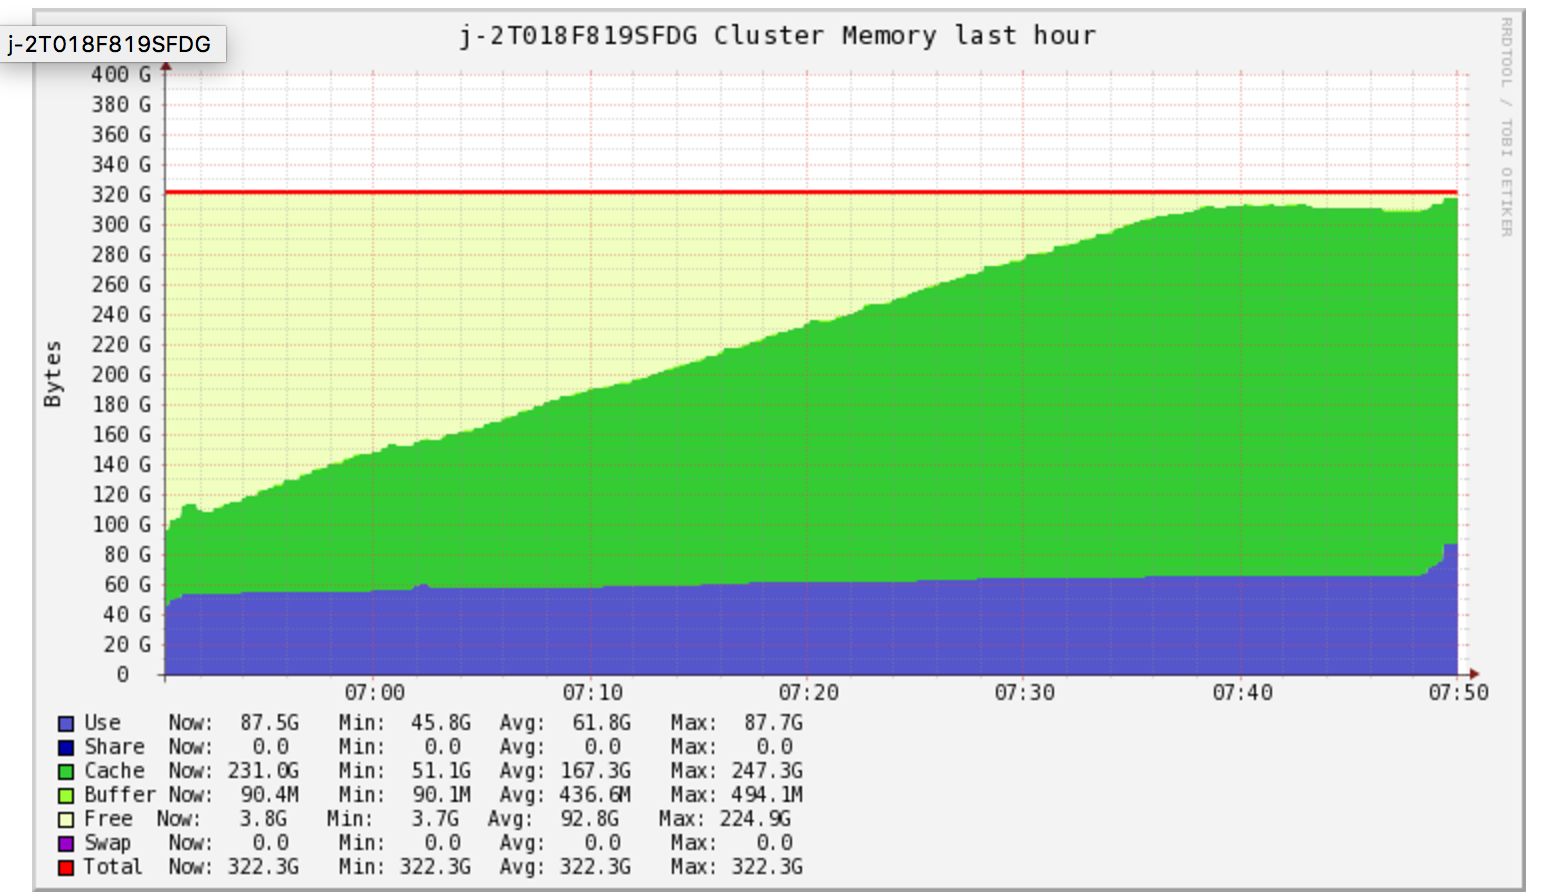 j-2T018F819SFDG Cluster Memory last hour
j-2T018F819SFDG
RRDTOOL / TOBI OETIKER
Bytes
400 G
380 G
360 G
340 G
320 G
300 G
280 G
260 G
240 G
220 G
200 G
180 G
160 G
140 G
120 G
100 G
80 G
60 G
40 G
20 G
0
07:00 07:10 07:20 07:30 07:40 07:50
Use Now: 87.5G Min: 45.8G Avg: 61.8G Max: 87.7G
Share Now: 0.0 Min: 0.0 Avg: 0.0 Max: 0.0
Cache Now: 231.0G Min: 51.1G Avg: 167.3G Max: 247.3G
Buffer Now: 90.4M Min: 90.1M Avg: 436.6M Max: 494.1M
Free Now: 3.8G Min: 3.7G Avg: 92.8G Max: 224.9G
Swap Now: 0.0 Min: 0.0 Avg: 0.0 Max: 0.0
Total Now: 322.3G Min: 322.3G Avg: 322.3G Max: 322.3G